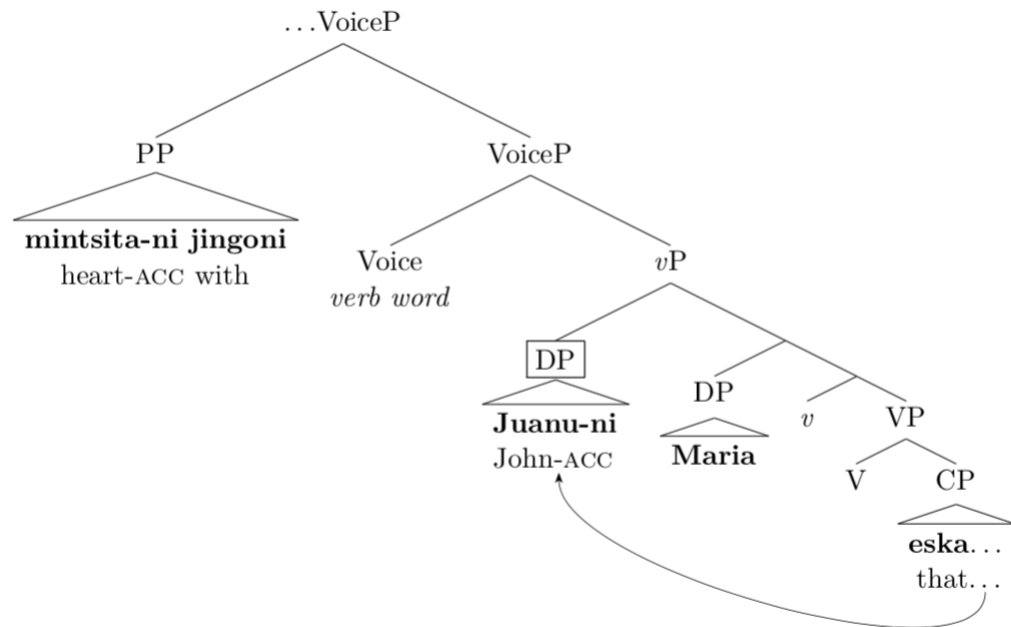 …VoiceP
PP
VoiceP
mintsita-ni jingoni
heart-ACC with
Voice
verb word
vP
DP
Juanu-ni
John-ACC
DP
Maria
v
VP
V
CP
eska…
that…